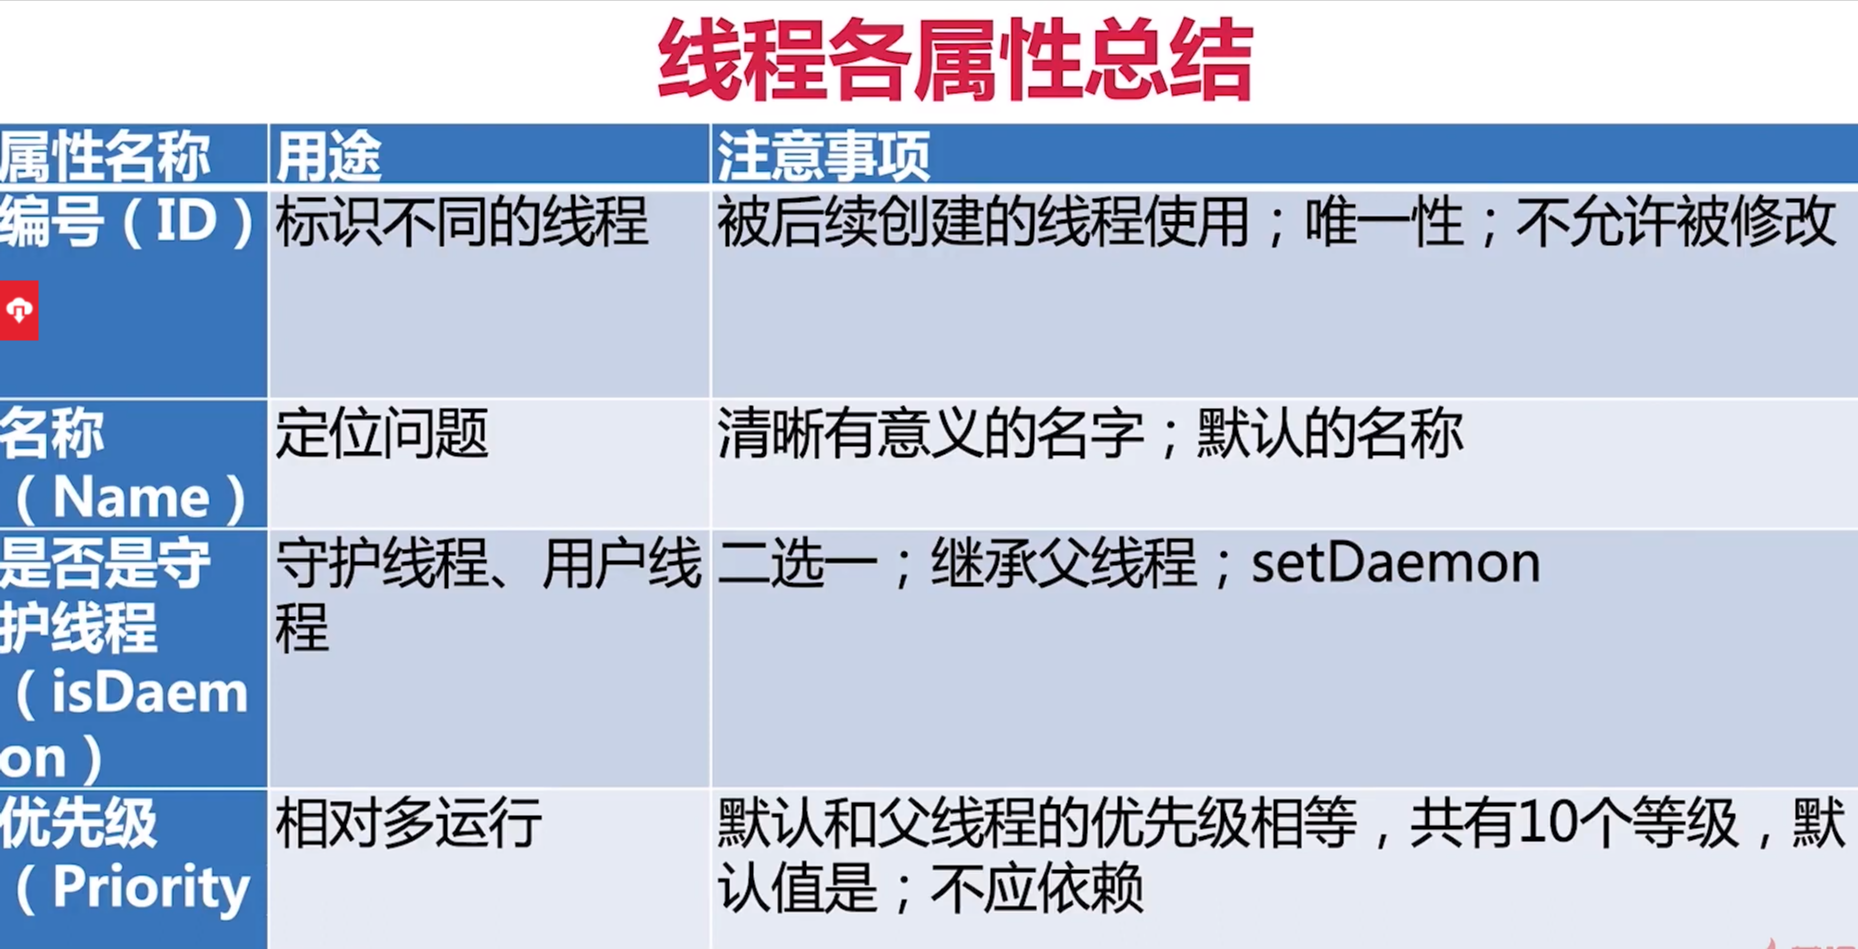 线程各属性总结
属性名称 用途 注意事项
编号（ID） 标识不同的线程 被后续创建的线程使用；唯一性；不允许被修改
名称
（Name） 定位问题 清晰有意义的名字；默认的名称
是否是守
护线程
（isDaem
on） 守护线程、用户线
程 二选一；继承父线程；setDaemon
优先级
（Priority 相对多运行 默认和父线程的优先级相等，共有10个等级，默
认值是；不应依赖